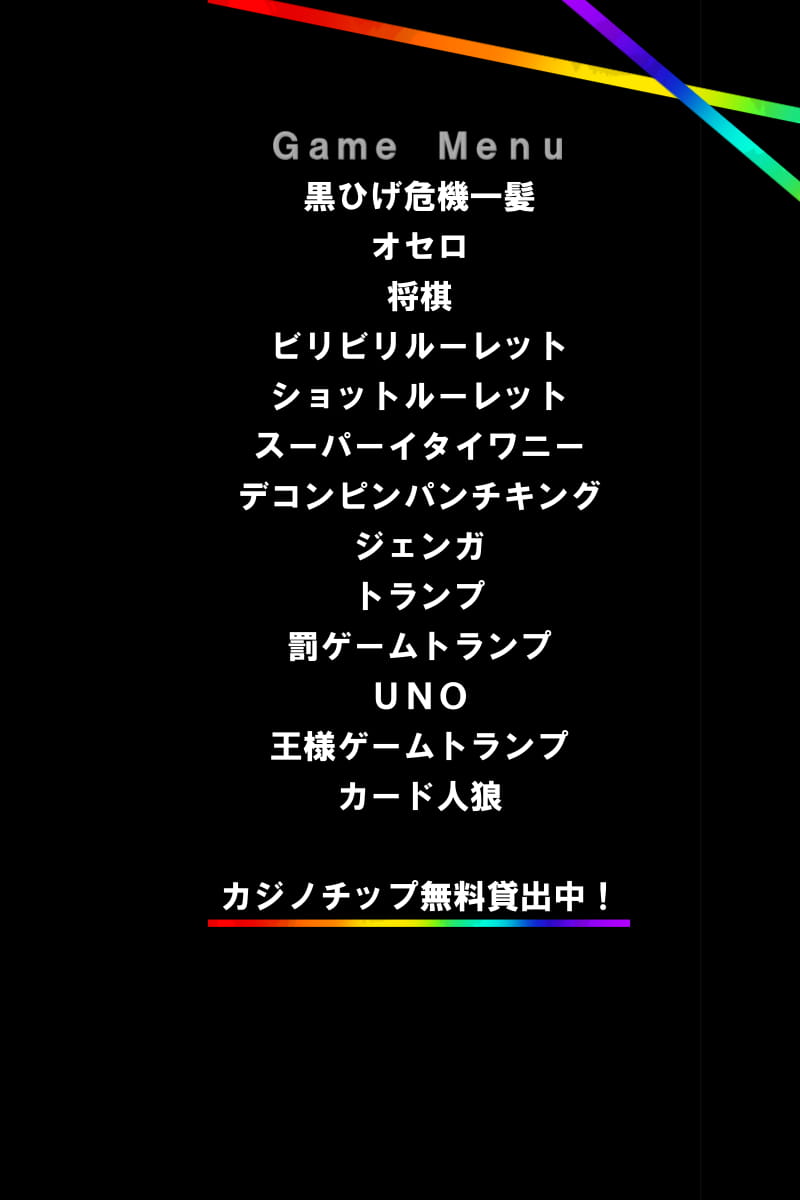 Game Menu
黒ひげ危機一髪
オセロ
将棋
ビリビリルーレット
ショットルーレット
スーパーイタイワニー
デコンピンパンチキング
ジェンガ
トランプ
罰ゲームトランプ
UNO
王様ゲームトランプ
カード人狼
カジノチップ無料貸出中！